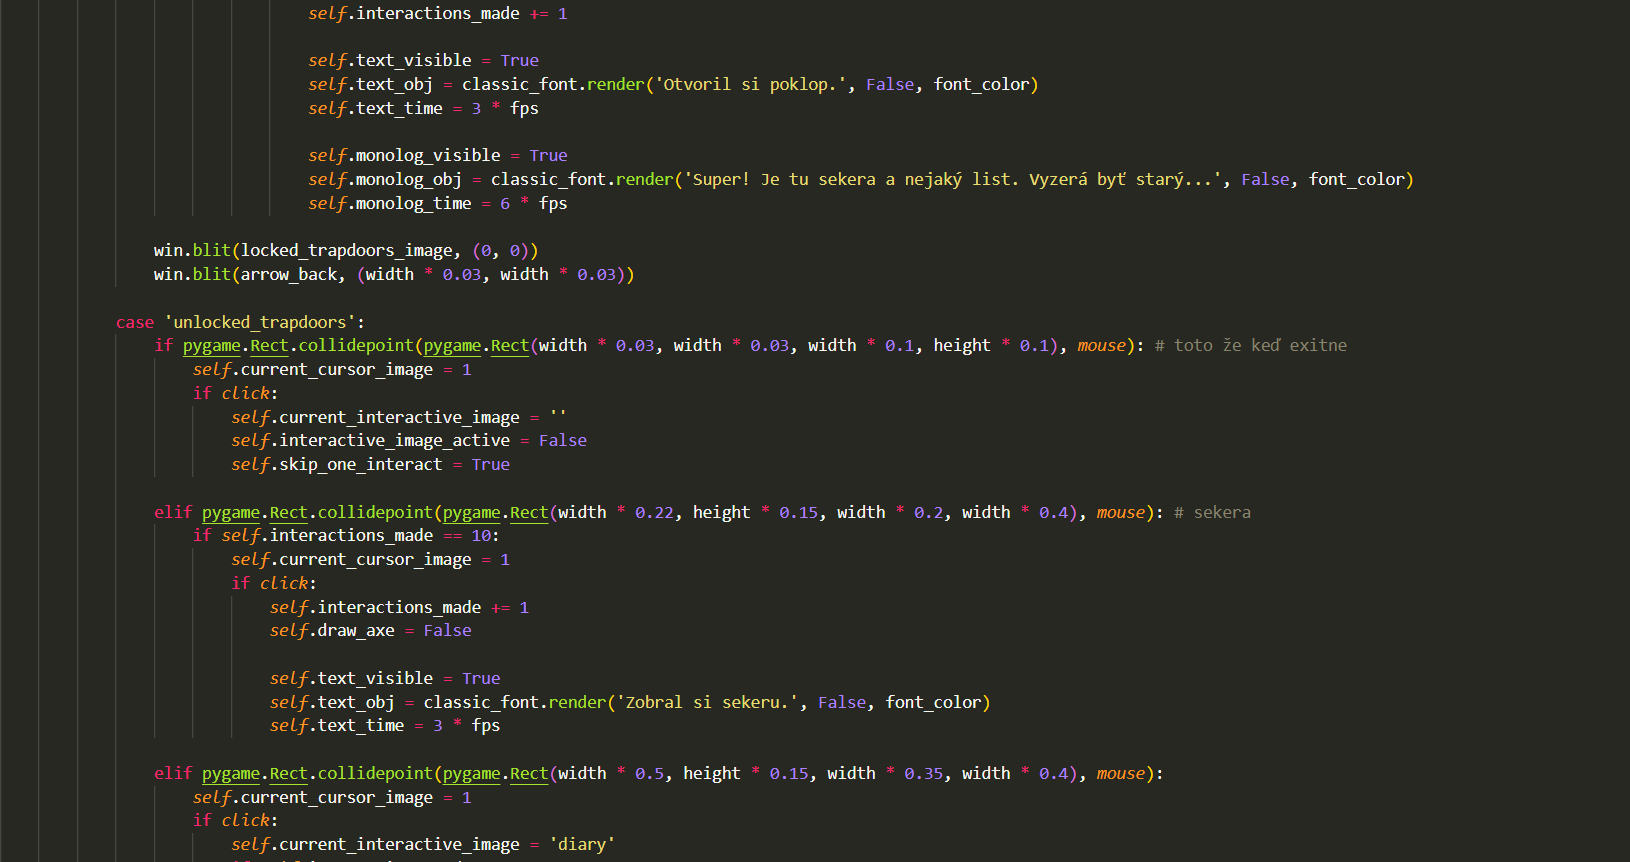 self.interactions_made += 1
self.text_visible = True
self.text_obj = classic_font.render('Otvoril si poklop.', False, font_color)
self.text_time = 3 * fps
self.monolog_visible = True
self.monolog_obj = classic_font.render('Super! Je tu sekera a nejaký list. Vyzerá byť starý...', False, font_color)
self.monolog_time = 6 * fps
win.blit(locked_trapdoors_image, (0, 0))
win.blit(arrow_back, (width * 0.03, width * 0.03))
case 'unlocked_trapdoors':
if pygame.Rect.collidepoint(pygame.Rect(width * 0.03, width * 0.03, width * 0.1, height * 0.1), mouse): # toto že keď exitne
self.current_cursor_image = 1
if click:
self.current_interactive_image = ''
self.interactive_image_active = False
self.skip_one_interact = True
elif pygame.Rect.collidepoint(pygame.Rect(width * 0.22, height * 0.15, width * 0.2, width * 0.4), mouse): # sekera
if self.interactions_made == 10:
self.current_cursor_image = 1
if click:
self.interactions_made += 1
self.draw_axe = False
self.text_visible = True
self.text_obj = classic_font.render('Zobral si sekeru.', False, font_color)
self.text_time = 3 * fps
elif pygame.Rect.collidepoint(pygame.Rect(width * 0.5, height * 0.15, width * 0.35, width * 0.4), mouse):
self.current_cursor_image = 1
if click:
self.current_interactive_image = 'diary'